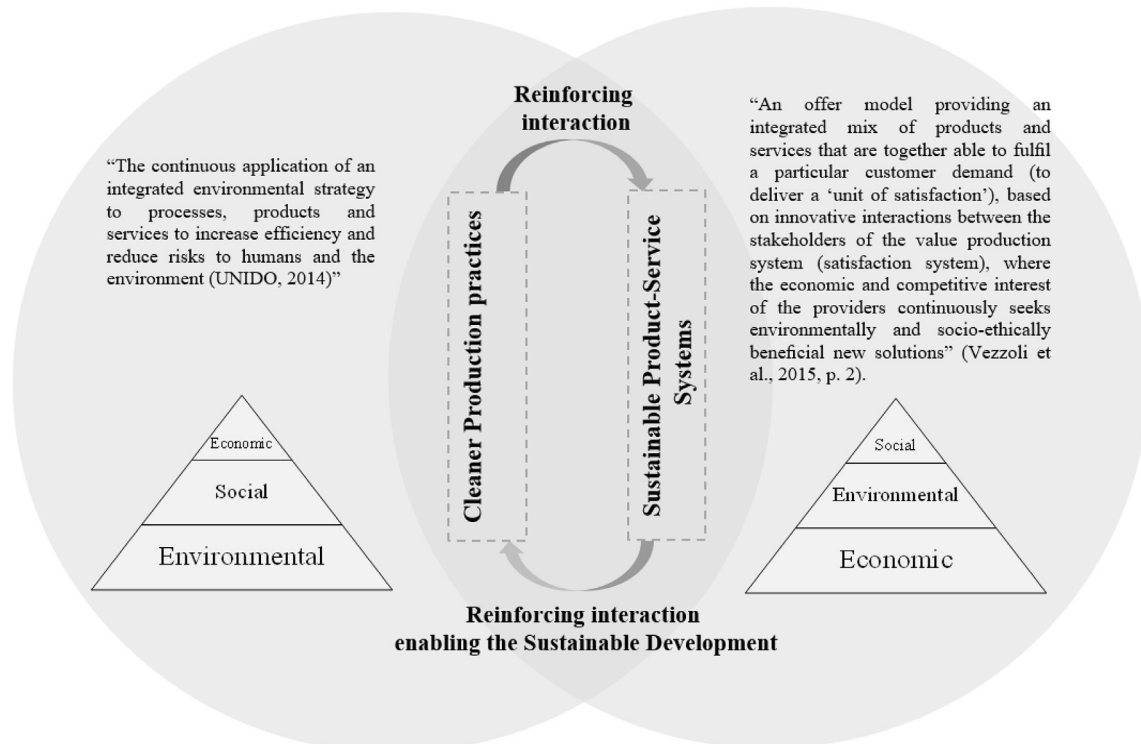 Reinforcing
interaction
“The continuous application of an
integrated environmental strategy
to processes, products and
services to increase efficiency and
reduce risks to humans and the
environment (UNIDO, 2014)”
Economic
Social
Environmental
Cleaner Production practices
Sustainable Product-Service
Systems
“An offer model providing an
integrated mix of products and
services that are together able to fulfil
a particular customer demand (to
deliver a ‘unit of satisfaction’), based
on innovative interactions between the
stakeholders of the value production
system (satisfaction system), where
the economic and competitive interest
of the providers continuously seeks
environmentally and socio-ethically
beneficial new solutions” (Vezzoli et
al., 2015, p. 2).
Social
Environmental
Economic
Reinforcing interaction
enabling the Sustainable Development